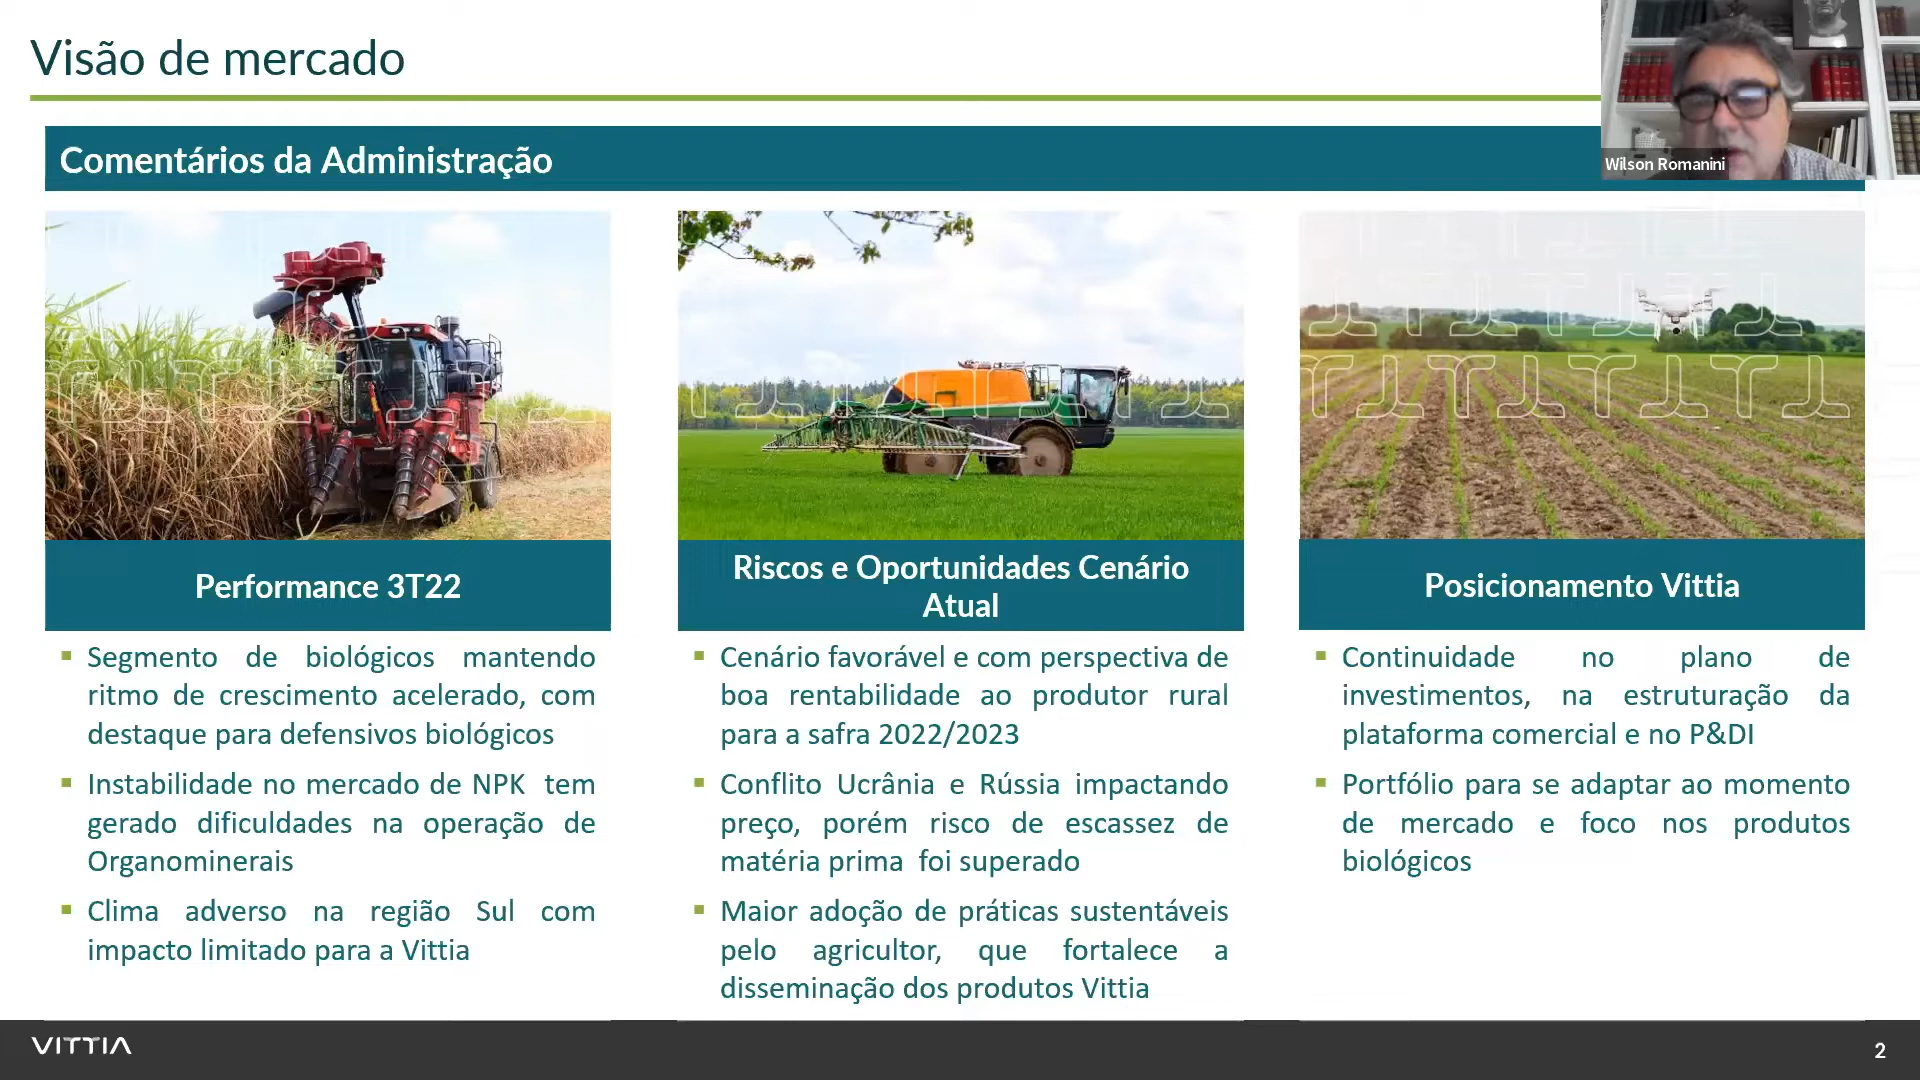 Visão de mercado
Wilson Romanini
Comentários da Administração
Performance 3T22
Segmento de biológicos mantendo
ritmo de crescimento acelerado, com
destaque para defensivos biológicos
Instabilidade no mercado de NPK tem
gerado dificuldades na operação de
Organominerais
Clima adverso na região Sul com
impacto limitado para a Vittia
Riscos e Oportunidades Cenário
Atual
Cenário favorável e com perspectiva de
boa rentabilidade ao produtor rural
para a safra 2022/2023
Conflito Ucrânia e Rússia impactando
preço, porém risco de escassez de
matéria prima foi superado
Maior adoção de práticas sustentáveis
pelo agricultor, que fortalece a
disseminação dos produtos Vittia
Posicionamento Vittia
Continuidade no plano de
investimentos, na estruturação da
plataforma comercial e no P&DI
Portfólio para se adaptar ao momento
de mercado e foco nos produtos
biológicos
VITTIA
2